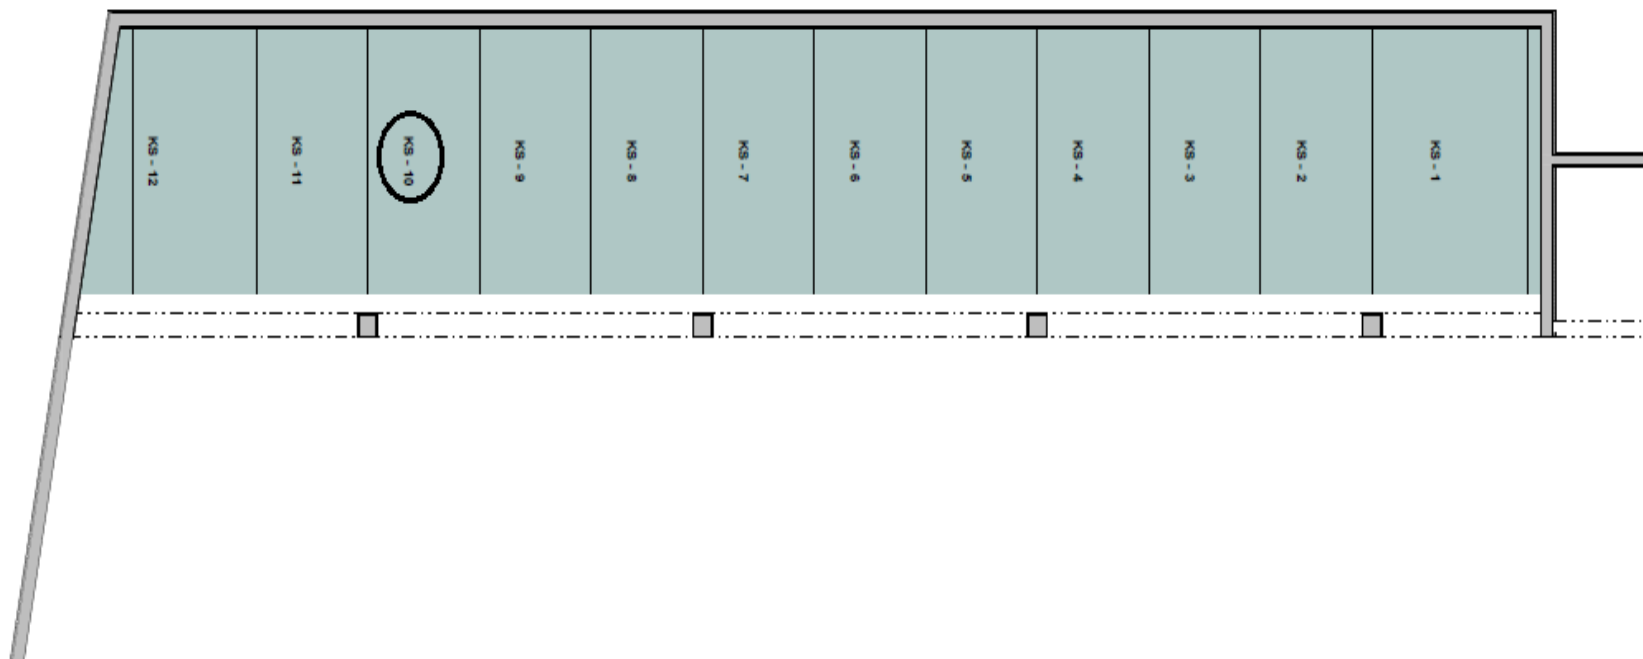 KS - 12
KS - 11
KS - 10
KS - 9
KS - 8
KS - 7
KS - 6
KS - 5
KS - 4
KS - 3
KS - 2
KS - 1